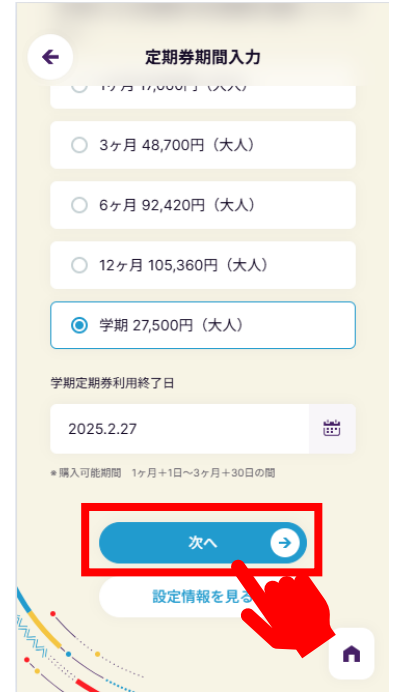 定期券期間入力
3ヶ月 48,700円（大人）
6ヶ月 92,420円（大人）
12ヶ月 105,360円（大人）
学期 27,500円（大人）
学期定期券利用終了日
2025.2.27
※購入可能期間　1ヶ月＋1日〜3ヶ月＋30日の間
次へ
設定情報を見